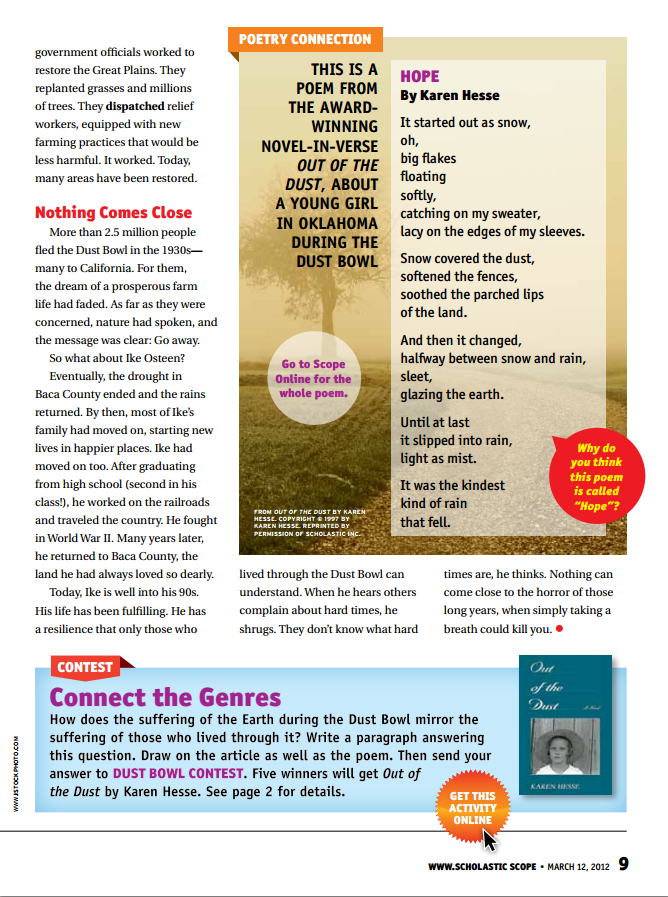 government officials worked to
restore the Great Plains. They
replanted grasses and millions
of trees. They dispatched relief
workers, equipped with new
farming practices that would be
less harmful. It worked. Today,
many areas have been restored.
Nothing Comes Close
More than 2.5 million people
fled the Dust Bowl in the 1930s—
many to California. For them,
the dream of a prosperous farm
life had faded. As far as they were
concerned, nature had spoken, and
the message was clear: Go away.
So what about Ike Osteen?
Eventually, the drought in
Baca County ended and the rains
returned. By then, most of Ike's
family had moved on, starting new
lives in happier places. Ike had
moved on too. After graduating
from high school (second in his
class!), he worked on the railroads
and traveled the country. He fought
in World War II. Many years later,
he returned to Baca County, the
land he had always loved so dearly.
Today, Ike is well into his 90s.
His life has been fulfilling. He has
a resilience that only those who
lived through the Dust Bowl can
understand. When he hears others
complain about hard times, he
shrugs. They don't know what hard
times are, he thinks. Nothing can
come close to the horror of those
long years, when simply taking a
breath could kill you.
POETRY CONNECTION
THIS IS A
POEM FROM
THE AWARD-
WINNING
NOVEL-IN-VERSE
OUT OF THE
DUST, ABOUT
A YOUNG GIRL
IN OKLAHOMA
DURING THE
DUST BOWL
Go to Scope
Online for the
whole poem.
FROM OUT OF THE DUST BY KAREN
HESSE. COPYRIGHT © 1997 BY
KAREN HESSE. REPRINTED BY
PERMISSION OF SCHOLASTIC INC.
HOPE
By Karen Hesse
It started out as snow,
oh,
big flakes
floating
softly,
catching on my sweater,
lacy on the edges of my sleeves.
Snow covered the dust,
softened the fences,
soothed the parched lips
of the land.
And then it changed,
halfway between snow and rain,
sleet,
glazing the earth.
Until at last
it slipped into rain,
light as mist.
It was the kindest
kind of rain
that fell.
Why do
you think
this poem
is called
"Hope"?
CONTEST
Connect the Genres
How does the suffering of the Earth during the Dust Bowl mirror the
suffering of those who lived through it? Write a paragraph answering
this question. Draw on the article as well as the poem. Then send your
answer to DUST BOWL CONTEST. Five winners will get Out of
the Dust by Karen Hesse. See page 2 for details.
GET THIS
ACTIVITY
ONLINE
Out
of the
Dust
A Novel
KAREN HESSE
WWW.ISTOCKPHOTO.COM
WWW.SCHOLASTIC SCOPE • MARCH 12, 2012 9